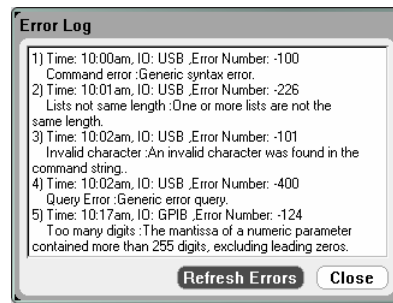 Error Log
1) Time: 10:00am, IO: USB ,Error Number: -100
Command error :Generic syntax error.
2) Time: 10:01am, IO: USB ,Error Number: -226
Lists not same length :One or more lists are not the
same length.
3) Time: 10:02am, IO: USB ,Error Number: -101
Invalid character :An invalid character was found in the
command string..
4) Time: 10:02am, IO: USB ,Error Number: -400
Query Error :Generic error query.
5) Time: 10:17am, IO: GPIB ,Error Number: -124
Too many digits :The mantissa of a numeric parameter
contained more than 255 digits, excluding leading zeros.
Refresh Errors Close